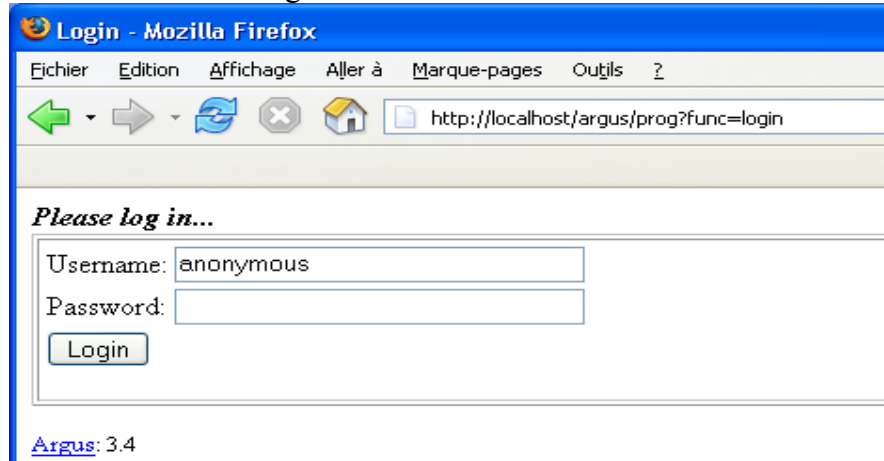 Login - Mozilla Firefox
Fichier Edition Affichage Aller à Marque-pages Outils ?
http://localhost/argus/prog?func=login
Please log in...
Username: anonymous
Password:
Login
Argus: 3.4